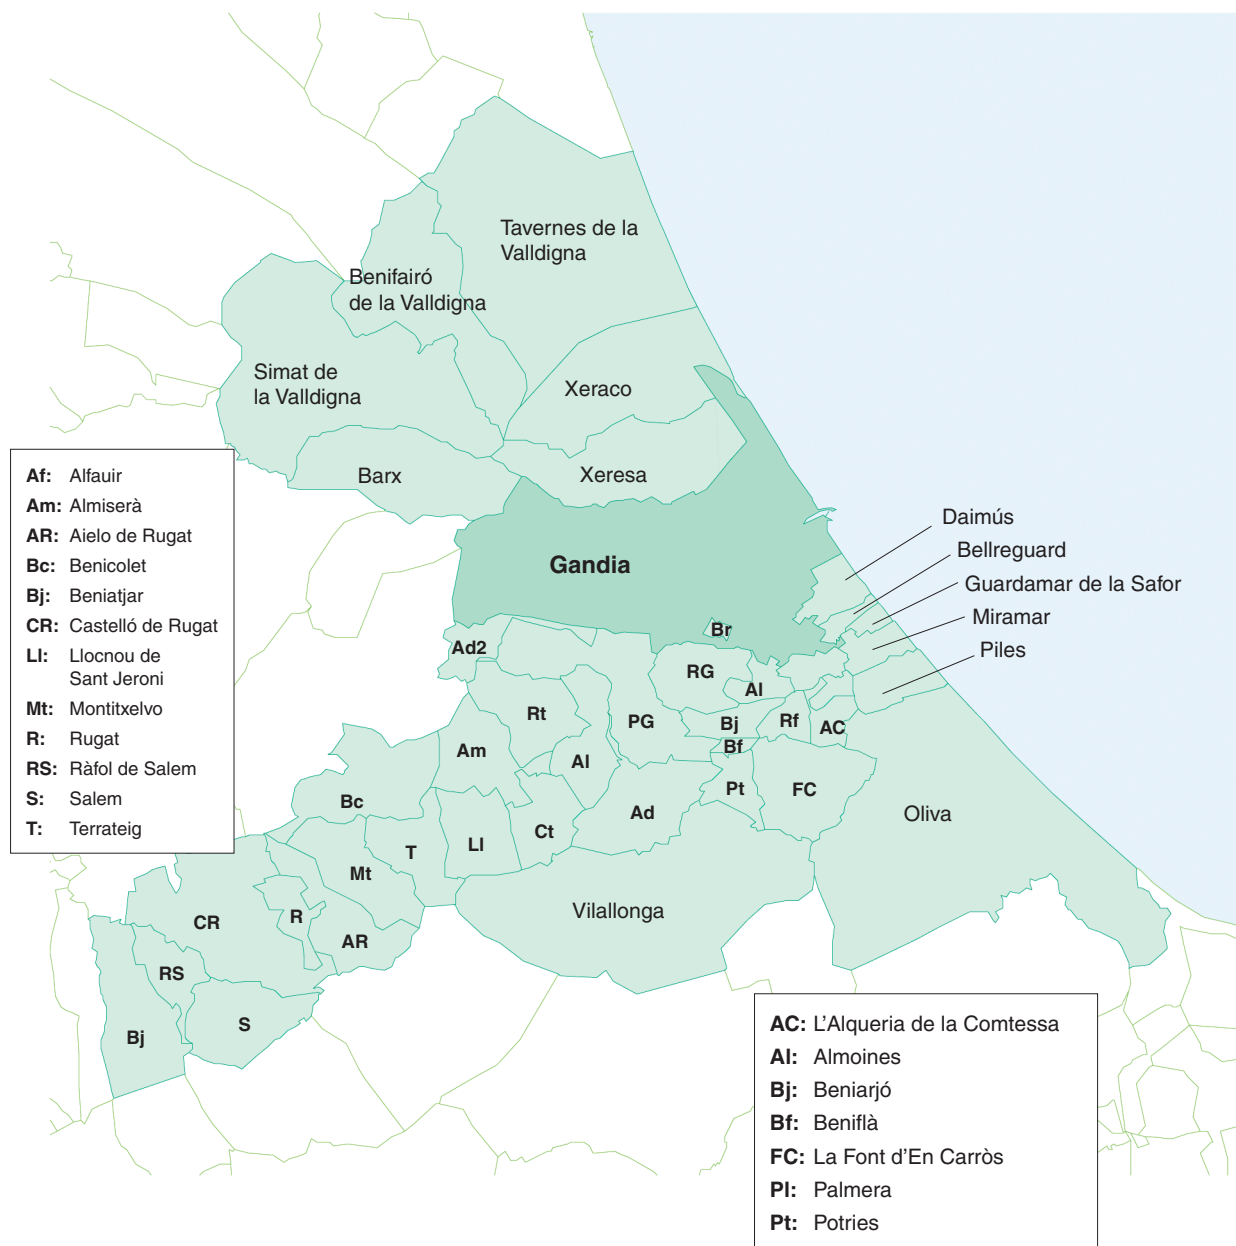 Tavernes de la
Valldigna
Benifairó
de la Valldigna
Simat de
la Valldigna
Xeraco
Barx
Xeresa
Gandia
Daimús
Bellreguard
Guardamar de la Safor
Miramar
Piles
Br
Ad2
RG
Al
Rt
PG
Bj
Rf
AC
Bf
Am
Al
Pt
FC
Bc
Ad
Oliva
Ct
Ll
T
Mt
Vilallonga
R
CR
AR
RS
S
Bj
Af: Alfauir
Am: Almiserà
AR: Aielo de Rugat
Bc: Benicolet
Bj: Beniatjar
CR: Castelló de Rugat
LI: Llocnou de
Sant Jeroni
Mt: Montitxelvo
R: Rugat
RS: Ràfol de Salem
S: Salem
T: Terrateig
AC: L'Alqueria de la Comtessa
Al: Almoines
Bj: Beniarjó
Bf: Beniflà
FC: La Font d'En Carròs
Pl: Palmera
Pt: Potries